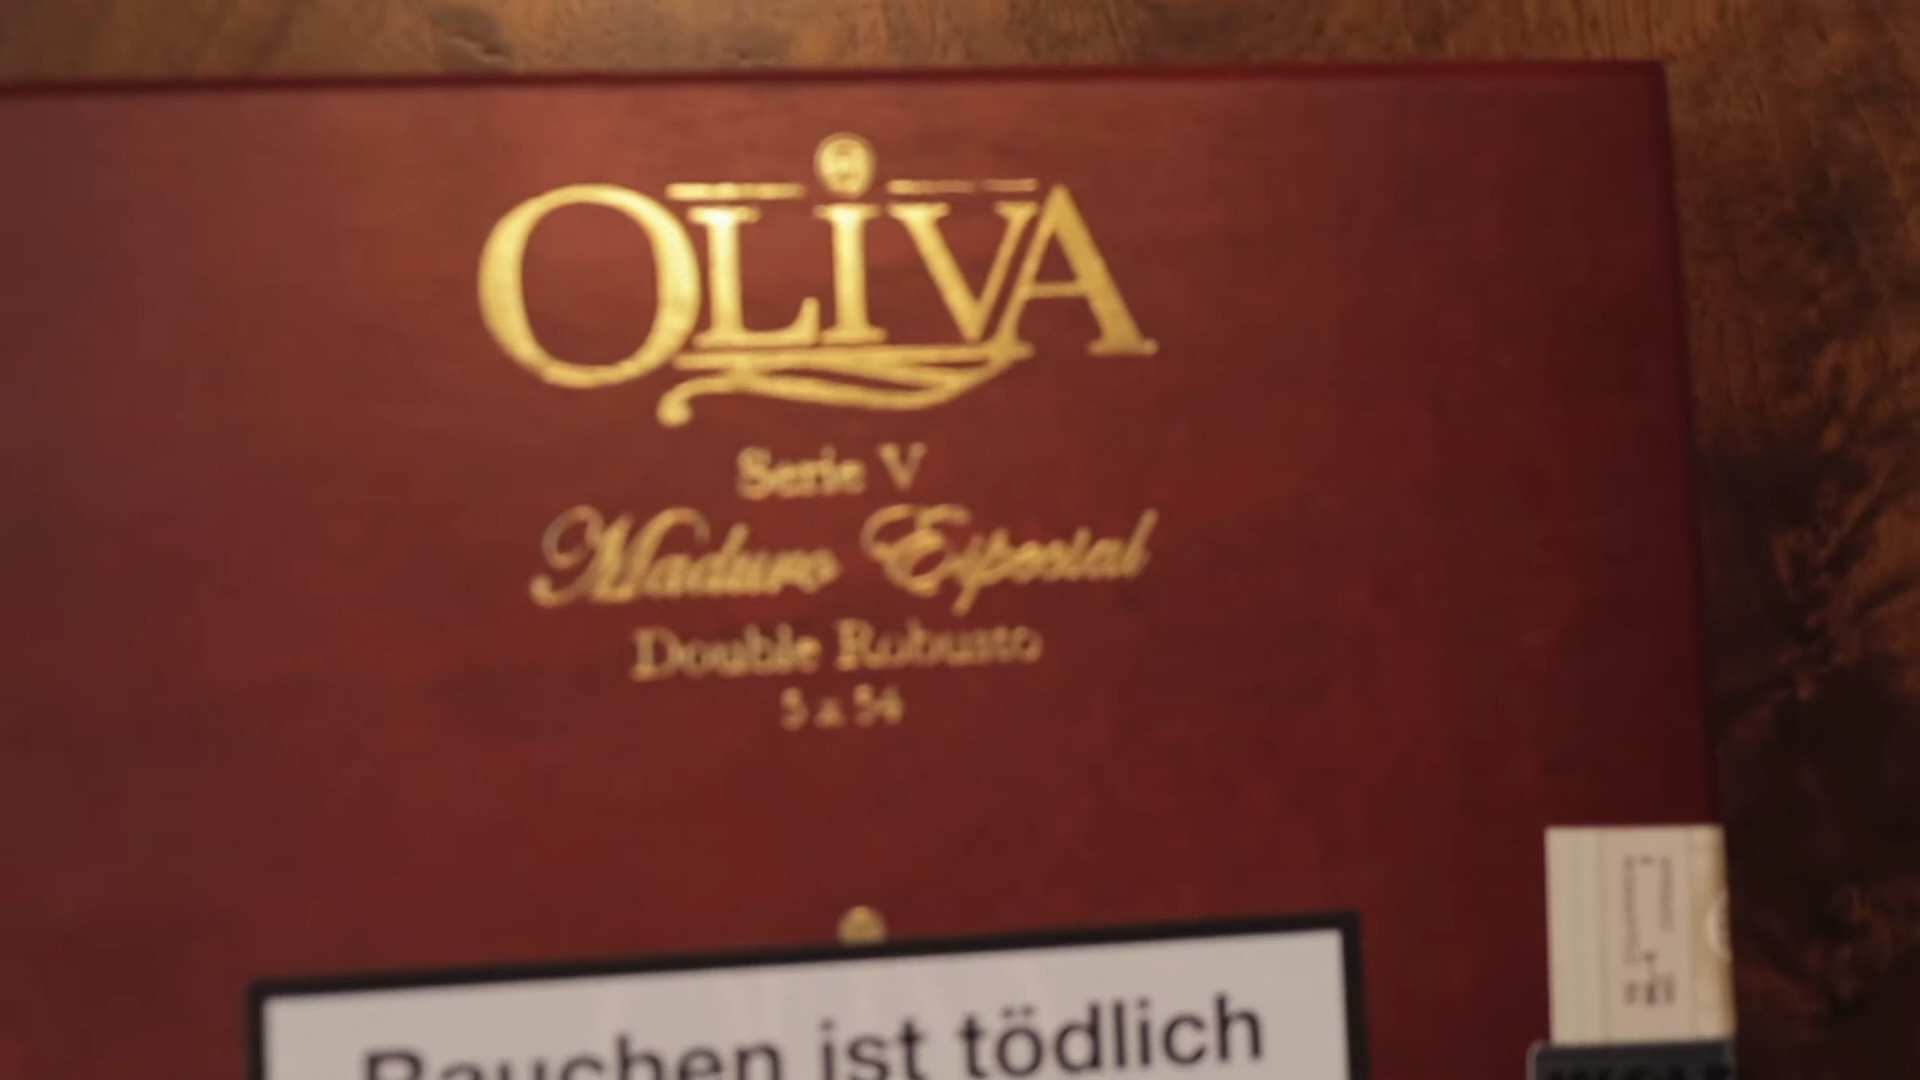 OLiVA
Serie V
Maduro Especial
Double Robusto
5 x 54
Rauchen ist tödlich